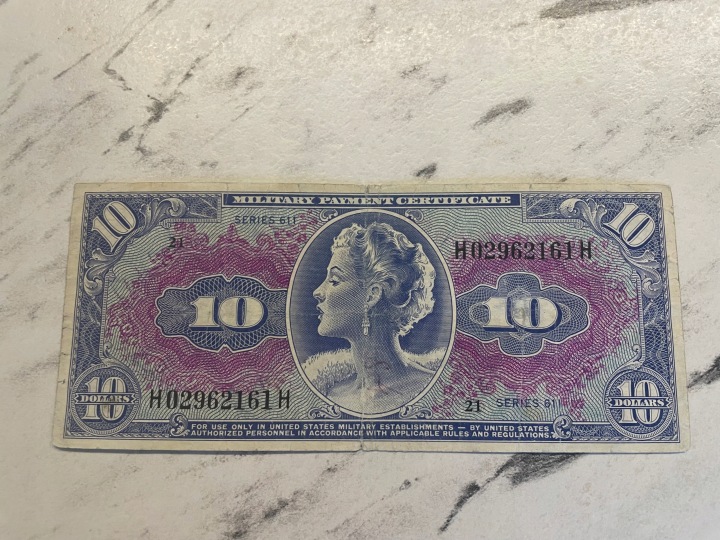 MILITARY PAYMENT CERTIFICATE
10
10
SERIES 611
21
H02962161H
10
10
10 DOLLARS
H02962161H
21
SERIES 611
10 DOLLARS
FOR USE ONLY IN UNITED STATES MILITARY ESTABLISHMENTS — BY UNITED STATES
AUTHORIZED PERSONNEL IN ACCORDANCE WITH APPLICABLE RULES AND REGULATIONS.